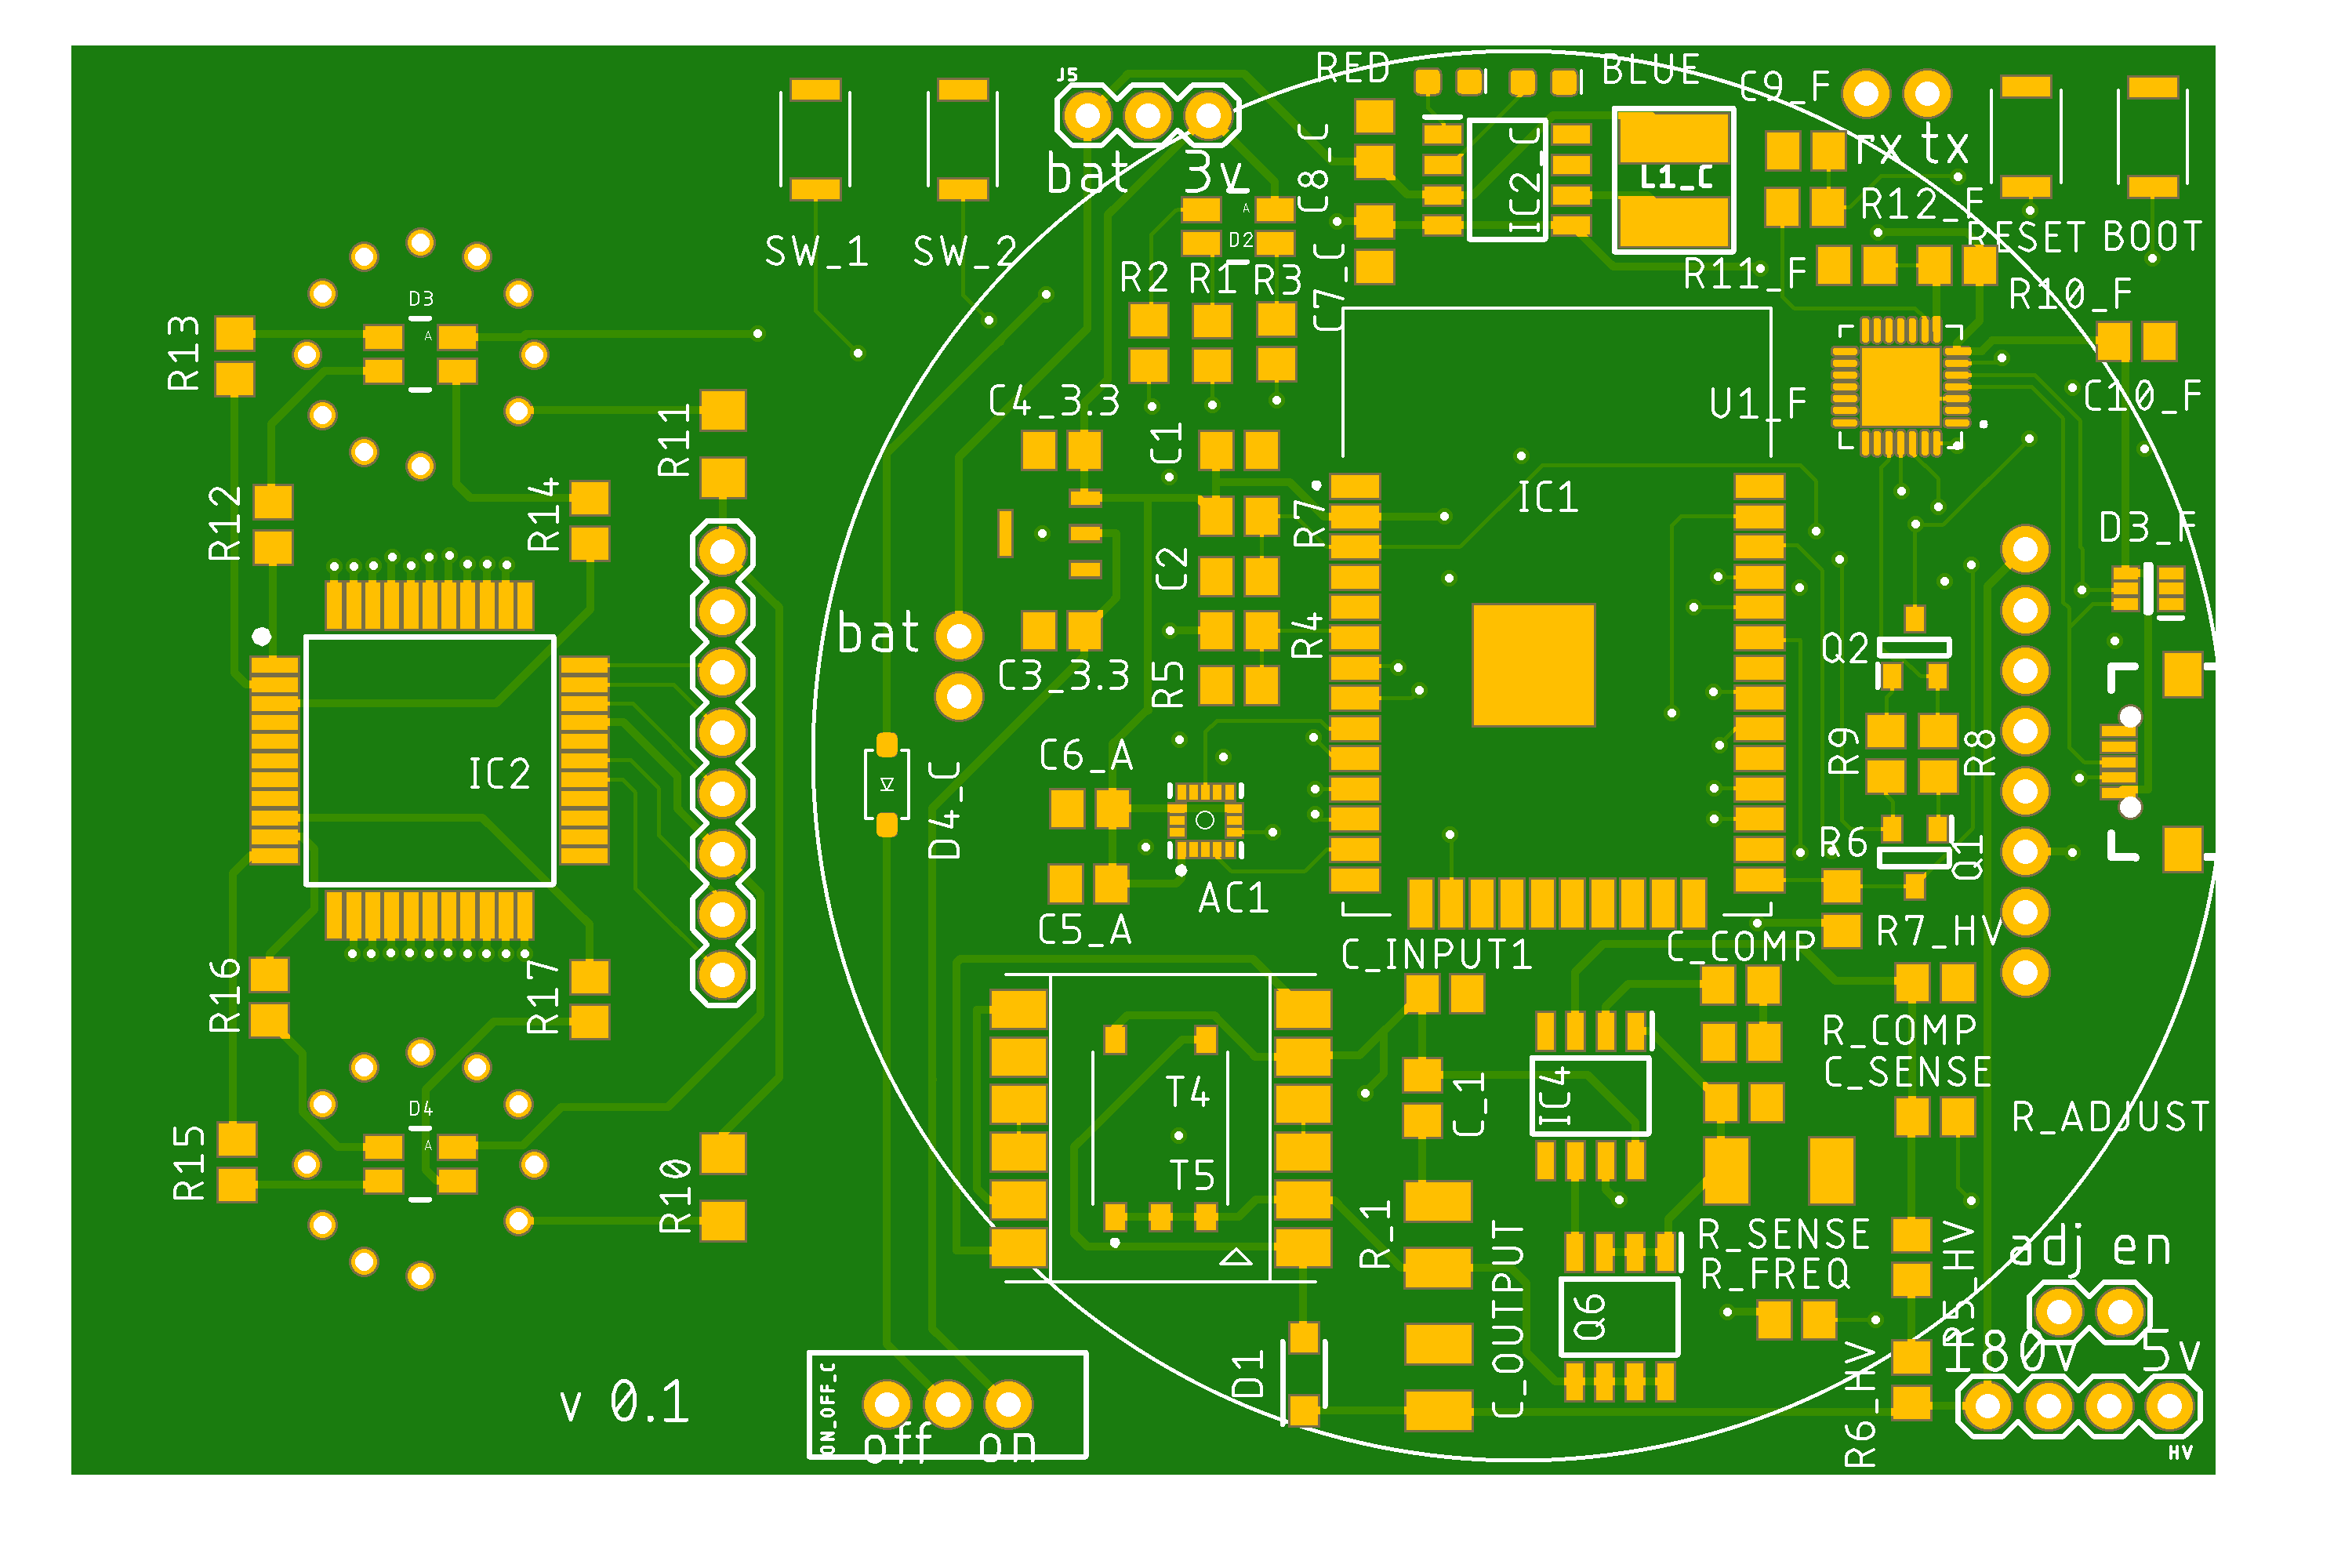 J5
RED
BLUE
C9_F
rx tx
bat 3v
C8_C
IC2_C
L1_C
SW_1
SW_2
A
D2
R12_F
RESET
BOOT
R2
R1
R3
C7_C
R11_F
R10_F
D3
A
R13
C4_3.3
U1_F
C10_F
R11
C1
R12
R14
R7
IC1
D3_F
C2
bat
R4
Q2
C3_3.3
R5
IC2
C6_A
R9
R8
D4_C
R6
Q1
AC1
C5_A
R7_HV
C_INPUT1
C_COMP
R16
R17
R_COMP
C_SENSE
T4
C_1
IC4
D4
A
R_ADJUST
R15
T5
R10
R_1
R_SENSE
R_FREQ
R5_HV
adj en
C_OUTPUT
Q6
180v 5v
D1
R6_HV
v 0.1
ON_OFF_C
off on
HV